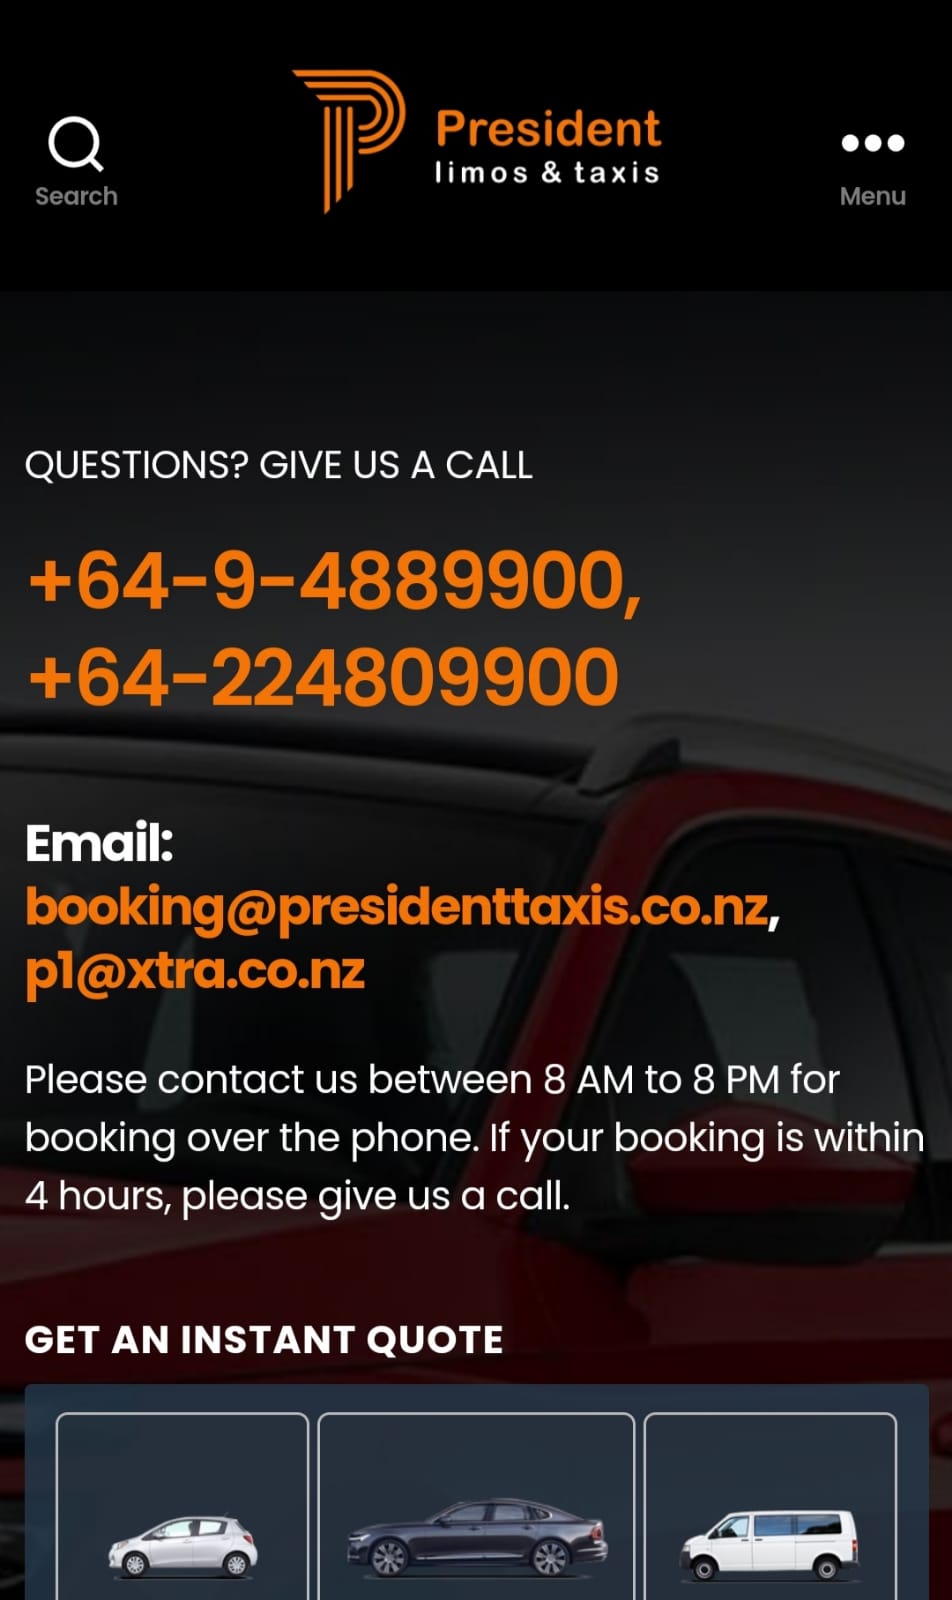 President
limos & taxis
Search
Menu
QUESTIONS? GIVE US A CALL
+64-9-4889900,
+64-224809900
Email:
booking@presidenttaxis.co.nz,
p1@xtra.co.nz
Please contact us between 8 AM to 8 PM for
booking over the phone. If your booking is within
4 hours, please give us a call.
GET AN INSTANT QUOTE